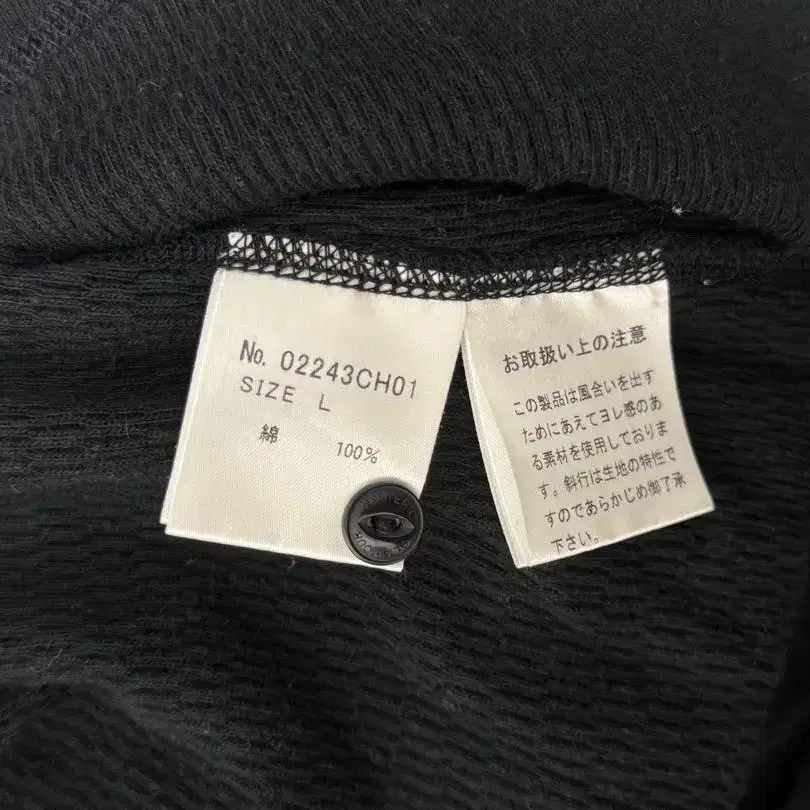 No. 02243CH01
SIZE L
綿 100%
お取扱い上の注意
この製品は風合いを出す
ためにあえてヨレ感のあ
る素材を使用しておりま
す。斜行は生地の特性で
すのであらかじめ御了承
下さい。